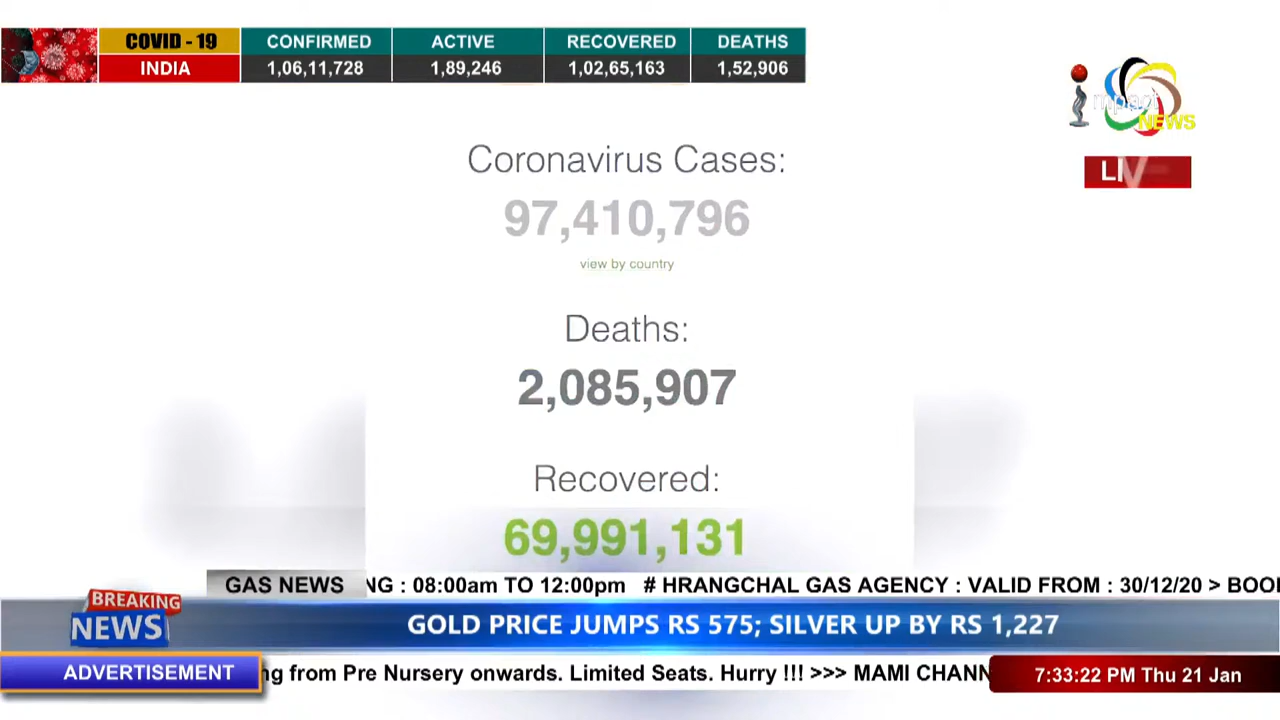 COVID - 19 CONFIRMED ACTIVE RECOVERED DEATHS
INDIA 1,06,11,728 1,89,246 1,02,65,163 1,52,906
impact
NEWS
LIV
Coronavirus Cases:
97,410,796
view by country
Deaths:
2,085,907
Recovered:
69,991,131
GAS NEWS NG : 08:00am TO 12:00pm # HRANGCHAL GAS AGENCY : VALID FROM : 30/12/20 > BOO
BREAKING
NEWS
GOLD PRICE JUMPS RS 575; SILVER UP BY RS 1,227
ADVERTISEMENT ng from Pre Nursery onwards. Limited Seats. Hurry !!! >>> MAMI CHANN 7:33:22 PM Thu 21 Jan